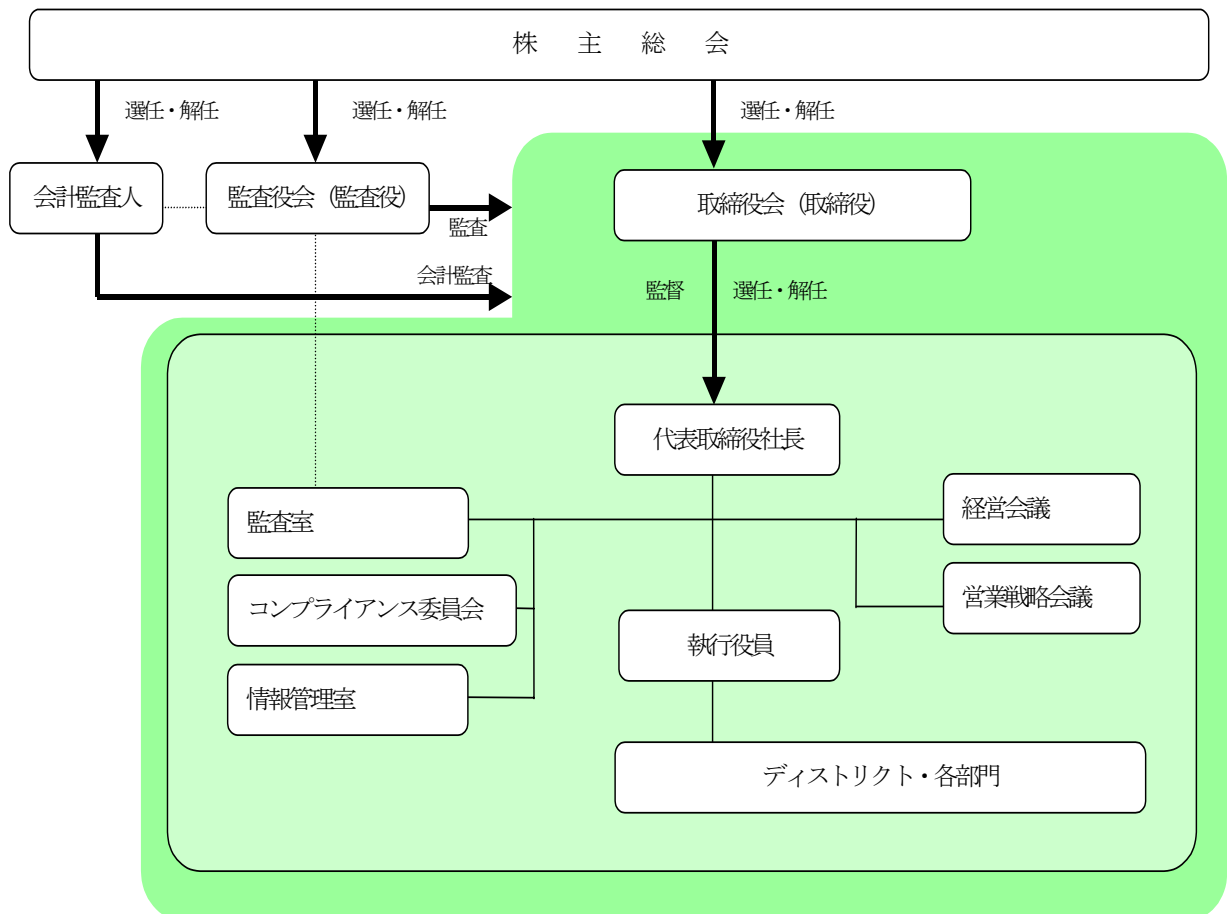 株 主 総 会
選任・解任
選任・解任
選任・解任
会計監査人
監査役会（監査役）
取締役会（取締役）
監査
会計監査
監督
選任・解任
代表取締役社長
監査室
経営会議
コンプライアンス委員会
営業戦略会議
執行役員
情報管理室
ディストリクト・各部門